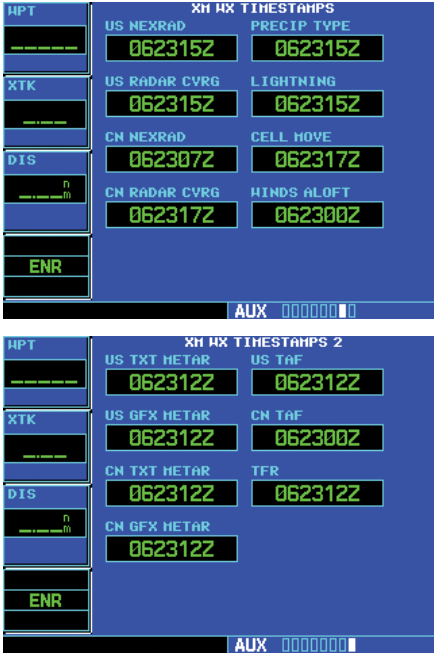 WPT
XTK
DIS
n
m
ENR
XM WX TIMESTAMPS
US NEXRAD PRECIP TYPE
062315Z 062315Z
US RADAR CVRG LIGHTNING
062315Z 062315Z
CN NEXRAD CELL MOVE
062307Z 062317Z
CN RADAR CVRG WINDS ALOFT
062317Z 062300Z
AUX
WPT
XTK
DIS
n
m
ENR
XM WX TIMESTAMPS 2
US TXT METAR US TAF
062312Z 062312Z
US GFX METAR CN TAF
062312Z 062300Z
CN TXT METAR TFR
062312Z 062312Z
CN GFX METAR
062312Z
AUX